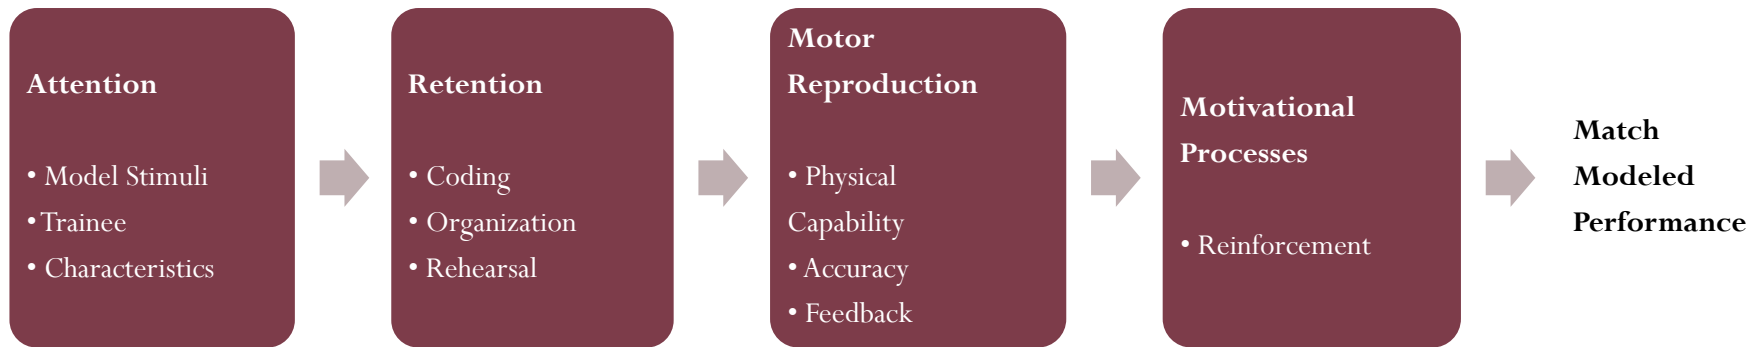 Attention
• Model Stimuli
• Trainee
• Characteristics
Retention
• Coding
• Organization
• Rehearsal
Motor
Reproduction
• Physical
Capability
• Accuracy
• Feedback
Motivational
Processes
• Reinforcement
Match
Modeled
Performance